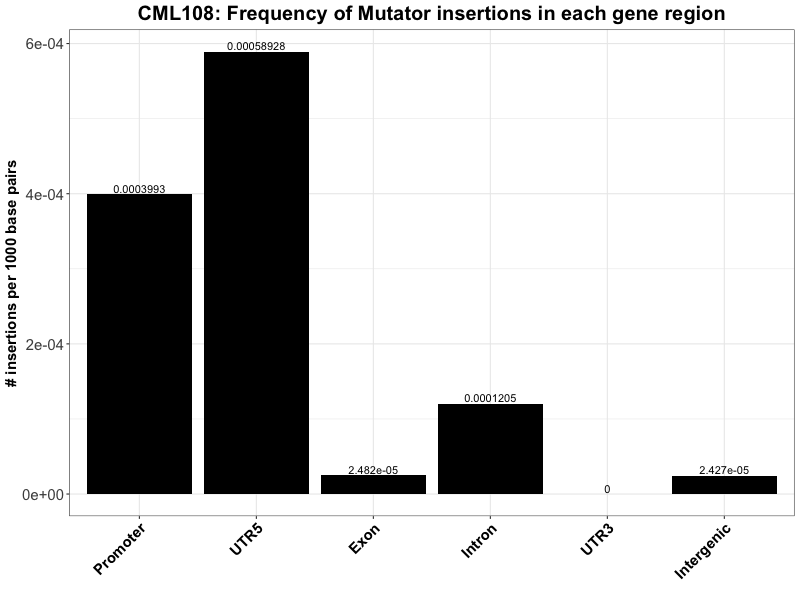 CML108: Frequency of Mutator insertions in each gene region
# insertions per 1000 base pairs
6e-04
4e-04
2e-04
0e+00
0.0003993
0.00058928
2.482e-05
0.0001205
0
2.427e-05
Promoter
UTR5
Exon
Intron
UTR3
Intergenic